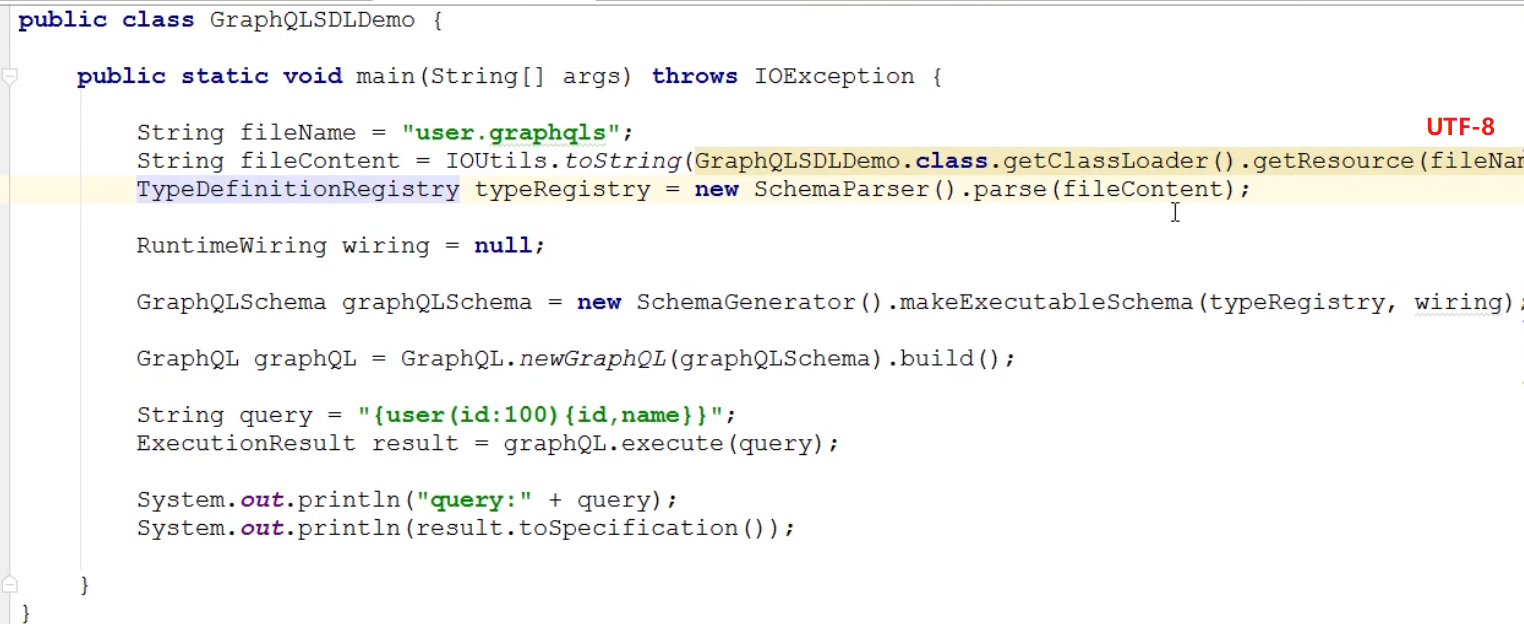 public class GraphQLSDLDemo {
public static void main(String[] args) throws IOException {
String fileName = "user.graphqls";
UTF-8
String fileContent = IOUtils.toString(GraphQLSDLDemo.class.getClassLoader().getResource(fileNam
TypeDefinitionRegistry typeRegistry = new SchemaParser().parse(fileContent);
RuntimeWiring wiring = null;
GraphQLSchema graphQLSchema = new SchemaGenerator().makeExecutableSchema(typeRegistry, wiring);
GraphQL graphQL = GraphQL.newGraphQL(graphQLSchema).build();
String query = "{user(id:100){id,name}}";
ExecutionResult result = graphQL.execute(query);
System.out.println("query:" + query);
System.out.println(result.toSpecification());
}
}